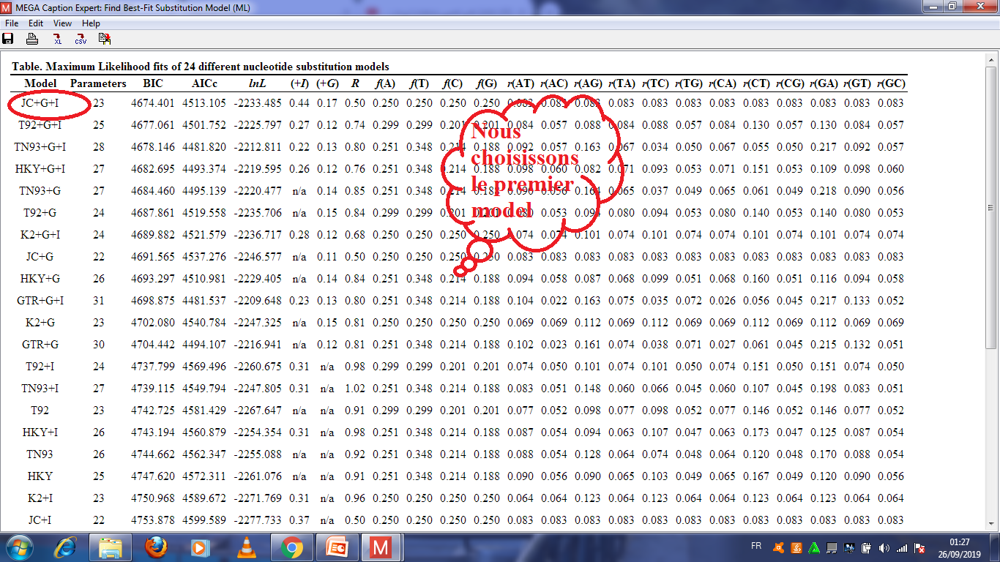 MEGA Caption Expert: Find Best-Fit Substitution Model (ML)
File Edit View Help
XL CSV
Table. Maximum Likelihood fits of 24 different nucleotide substitution models
Model Parameters BIC AICc lnL (+I) (+G) R f(A) f(T) f(C) f(G) r(AT) r(AC) r(AG) r(TA) r(TC) r(TG) r(CA) r(CT) r(CG) r(GA) r(GT) r(GC)
JC+G+I 23 4674.401 4513.105 -2233.485 0.44 0.17 0.50 0.250 0.250 0.250 0.250 0.083 0.083 0.083 0.083 0.083 0.083 0.083 0.083 0.083 0.083 0.083 0.083
T92+G+I 25 4677.061 4501.752 -2225.797 0.27 0.12 0.74 0.299 0.299 0.201 0.201 0.084 0.057 0.088 0.084 0.088 0.057 0.084 0.130 0.057 0.130 0.084 0.057
TN93+G+I 28 4678.146 4481.820 -2212.811 0.22 0.13 0.80 0.251 0.348 0.214 0.188 0.092 0.057 0.163 0.067 0.034 0.050 0.067 0.055 0.050 0.217 0.092 0.057
HKY+G+I 27 4682.695 4493.374 -2219.595 0.26 0.12 0.76 0.251 0.348 0.214 0.188 0.098 0.060 0.082 0.071 0.093 0.053 0.071 0.151 0.053 0.109 0.098 0.060
TN93+G 27 4684.460 4495.139 -2220.477 n/a 0.14 0.85 0.251 0.348 0.214 0.188 0.090 0.056 0.164 0.065 0.037 0.049 0.065 0.061 0.049 0.218 0.090 0.056
T92+G 24 4687.861 4519.558 -2235.706 n/a 0.15 0.84 0.299 0.299 0.201 0.201 0.080 0.053 0.094 0.080 0.094 0.053 0.080 0.140 0.053 0.140 0.080 0.053
K2+G+I 24 4689.882 4521.579 -2236.717 0.28 0.12 0.68 0.250 0.250 0.250 0.250 0.074 0.074 0.101 0.074 0.101 0.074 0.074 0.101 0.074 0.101 0.074 0.074
JC+G 22 4691.565 4537.276 -2246.577 n/a 0.11 0.50 0.250 0.250 0.250 0.250 0.083 0.083 0.083 0.083 0.083 0.083 0.083 0.083 0.083 0.083 0.083 0.083
HKY+G 26 4693.297 4510.981 -2229.405 n/a 0.14 0.84 0.251 0.348 0.214 0.188 0.094 0.058 0.087 0.068 0.099 0.051 0.068 0.160 0.051 0.116 0.094 0.058
GTR+G+I 31 4698.875 4481.537 -2209.648 0.23 0.13 0.80 0.251 0.348 0.214 0.188 0.104 0.022 0.163 0.075 0.035 0.072 0.026 0.056 0.045 0.217 0.133 0.052
K2+G 23 4702.080 4540.784 -2247.325 n/a 0.15 0.81 0.250 0.250 0.250 0.250 0.069 0.069 0.112 0.069 0.112 0.069 0.069 0.112 0.069 0.112 0.069 0.069
GTR+G 30 4704.442 4494.107 -2216.941 n/a 0.12 0.81 0.251 0.348 0.214 0.188 0.102 0.023 0.161 0.074 0.038 0.071 0.027 0.061 0.045 0.215 0.132 0.051
T92+I 24 4737.799 4569.496 -2260.675 0.31 n/a 0.98 0.299 0.299 0.201 0.201 0.074 0.050 0.101 0.074 0.101 0.050 0.074 0.151 0.050 0.151 0.074 0.050
TN93+I 27 4739.115 4549.794 -2247.805 0.31 n/a 1.02 0.251 0.348 0.214 0.188 0.083 0.051 0.148 0.060 0.066 0.045 0.060 0.107 0.045 0.198 0.083 0.051
T92 23 4742.725 4581.429 -2267.647 n/a n/a 0.91 0.299 0.299 0.201 0.201 0.077 0.052 0.098 0.077 0.098 0.052 0.077 0.146 0.052 0.146 0.077 0.052
HKY+I 26 4743.194 4560.879 -2254.354 0.31 n/a 0.98 0.251 0.348 0.214 0.188 0.087 0.054 0.094 0.063 0.107 0.047 0.063 0.173 0.047 0.125 0.087 0.054
TN93 26 4744.662 4562.347 -2255.088 n/a n/a 0.92 0.251 0.348 0.214 0.188 0.088 0.054 0.128 0.064 0.074 0.048 0.064 0.120 0.048 0.170 0.088 0.054
HKY 25 4747.620 4572.311 -2261.076 n/a n/a 0.91 0.251 0.348 0.214 0.188 0.090 0.056 0.090 0.065 0.103 0.049 0.065 0.167 0.049 0.120 0.090 0.056
K2+I 23 4750.968 4589.672 -2271.769 0.31 n/a 0.96 0.250 0.250 0.250 0.250 0.064 0.064 0.123 0.064 0.123 0.064 0.064 0.123 0.064 0.123 0.064 0.064
JC+I 22 4753.878 4599.589 -2277.733 0.37 n/a 0.50 0.250 0.250 0.250 0.250 0.083 0.083 0.083 0.083 0.083 0.083 0.083 0.083 0.083 0.083 0.083 0.083
Nous
choisissons
le premier
model
FR
01:27
26/09/2019